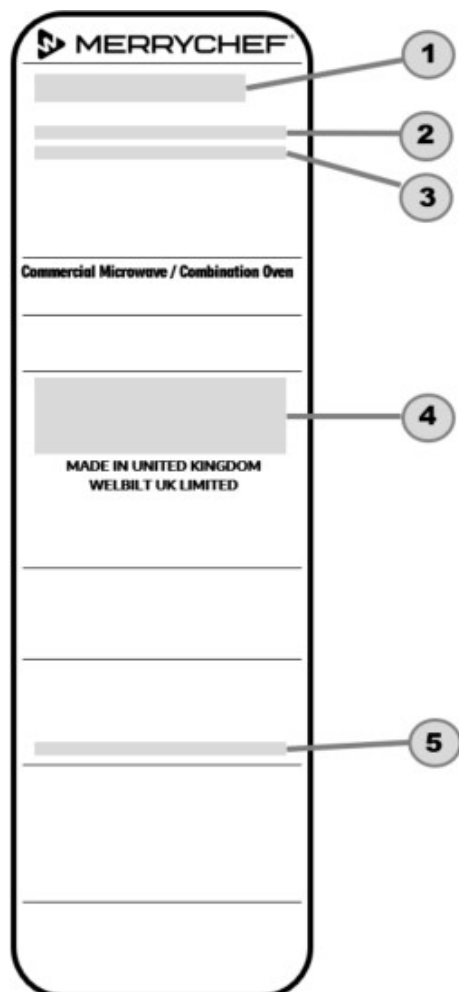 MERRYCHEF
1
2
3
Commercial Microwave / Combination Oven
4
MADE IN UNITED KINGDOM
WELBILT UK LIMITED
5